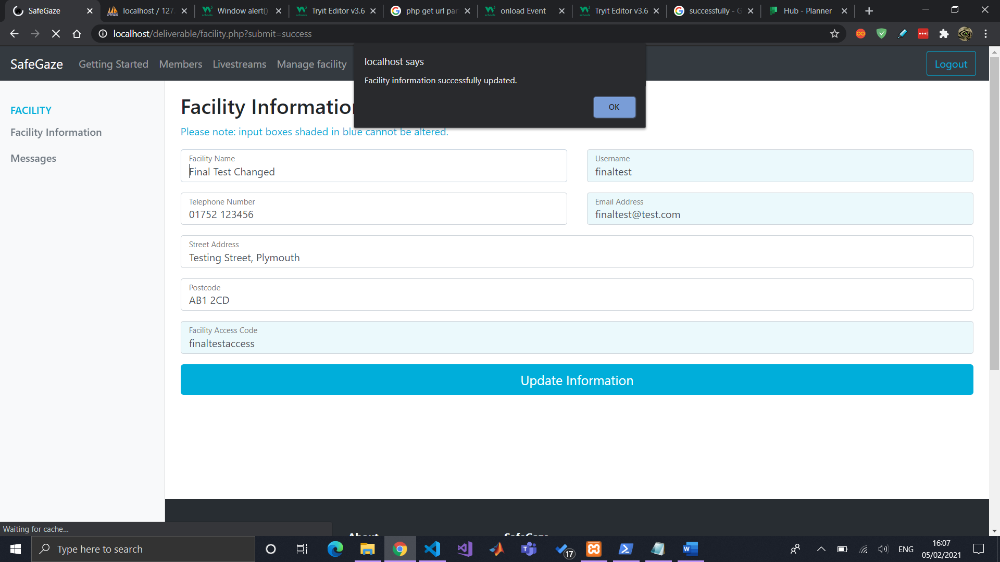 SafeGaze
localhost / 127.
Window alert()
Tryit Editor v3.6
php get url par
onload Event
Tryit Editor v3.6
successfully - G
Hub - Planner
localhost/deliverable/facility.php?submit=success
SafeGaze Getting Started Members Livestreams Manage facility
Logout
localhost says
Facility information successfully updated.
OK
FACILITY
Facility Information
Messages
Facility Information
Please note: input boxes shaded in blue cannot be altered.
Facility Name
Final Test Changed
Username
finaltest
Telephone Number
01752 123456
Email Address
finaltest@test.com
Street Address
Testing Street, Plymouth
Postcode
AB1 2CD
Facility Access Code
finaltestaccess
Update Information
About
SafeGaze
Waiting for cache...
Type here to search
17
ENG
16:07
05/02/2021